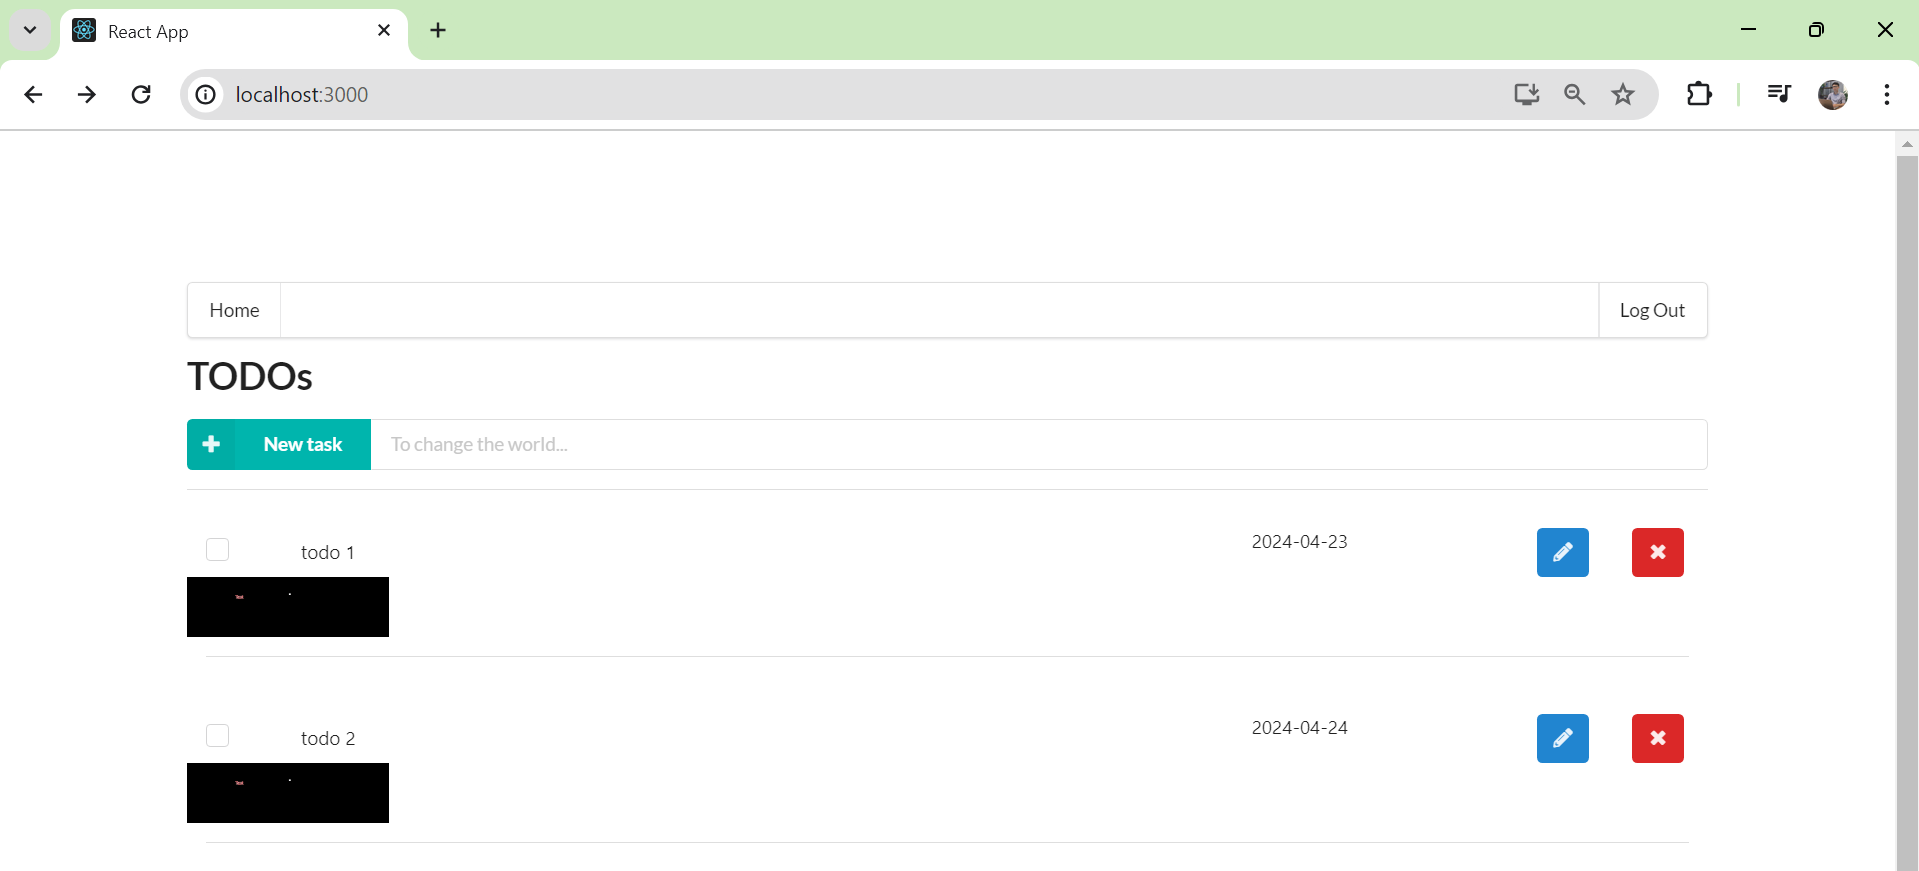 React App
localhost:3000
Home
Log Out
TODOs
New task
To change the world...
todo 1
2024-04-23
todo 2
2024-04-24